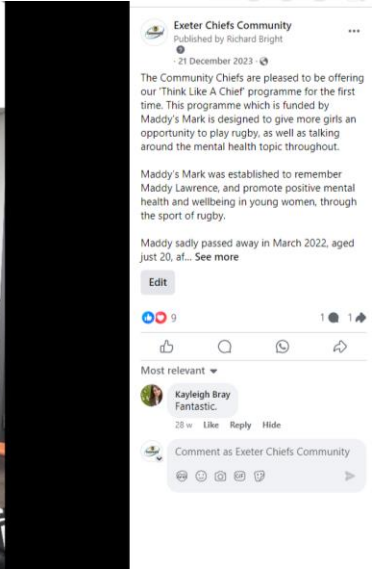 Exeter Chiefs Community
Published by Richard Bright
· 21 December 2023 ·
The Community Chiefs are pleased to be offering
our 'Think Like A Chief' programme for the first
time. This programme which is funded by
Maddy's Mark is designed to give more girls an
opportunity to play rugby, as well as talking
around the mental health topic throughout.
Maddy's Mark was established to remember
Maddy Lawrence, and promote positive mental
health and wellbeing in young women, through
the sport of rugby.
Maddy sadly passed away in March 2022, aged
just 20, af... See more
Edit
9
1 1
Most relevant
Kayleigh Bray
Fantastic.
28 w Like Reply Hide
Comment as Exeter Chiefs Community